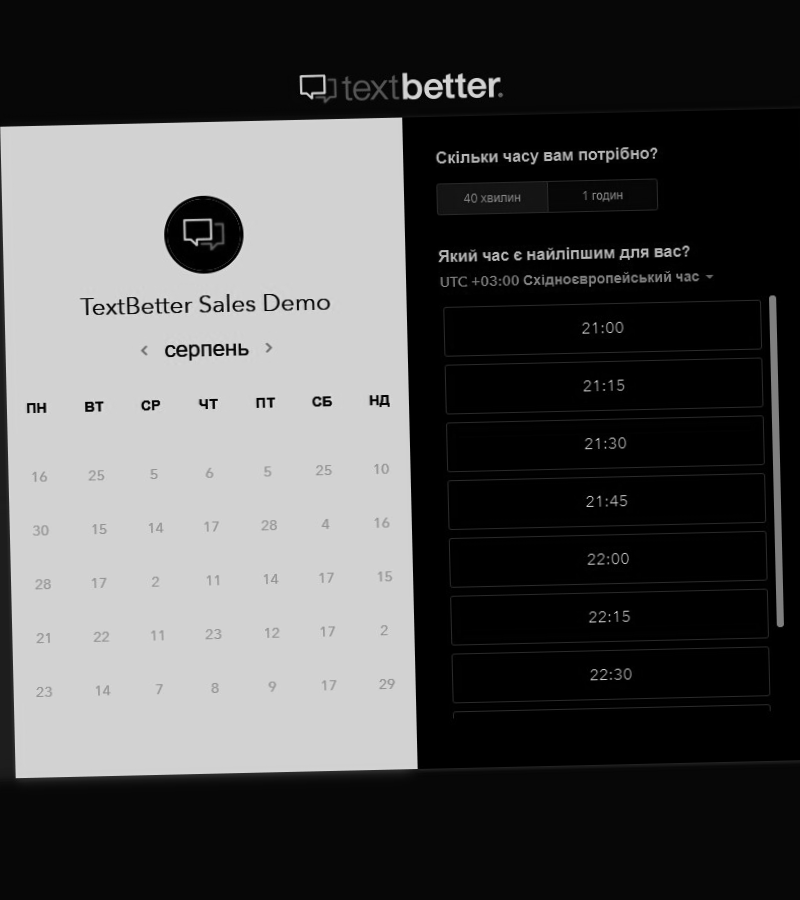 textbetter.
TextBetter Sales Demo
серпень
ПН ВТ СР ЧТ ПТ СБ НД
16 25 5 6 5 25 10
30 15 14 17 28 4 16
28 17 2 11 14 17 15
21 22 11 23 12 17 2
23 14 7 8 9 17 29
Скільки часу вам потрібно?
40 хвилин 1 годин
Який час є найліпшим для вас?
UTC +03:00 Східноєвропейський час
21:00
21:15
21:30
21:45
22:00
22:15
22:30